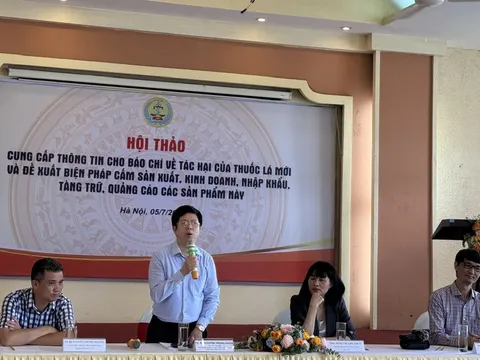 HỘI THẢO
CUNG CẤP THÔNG TIN CHO BÁO CHÍ VỀ TÁC HẠI CỦA THUỐC LÁ MỚI
VÀ ĐỀ XUẤT BIỆN PHÁP CẤM SẢN XUẤT, KINH DOANH, NHẬP KHẨU,
TÀNG TRỮ, QUẢNG CÁO CÁC SẢN PHẨM NÀY
Hà Nội, 05/7/